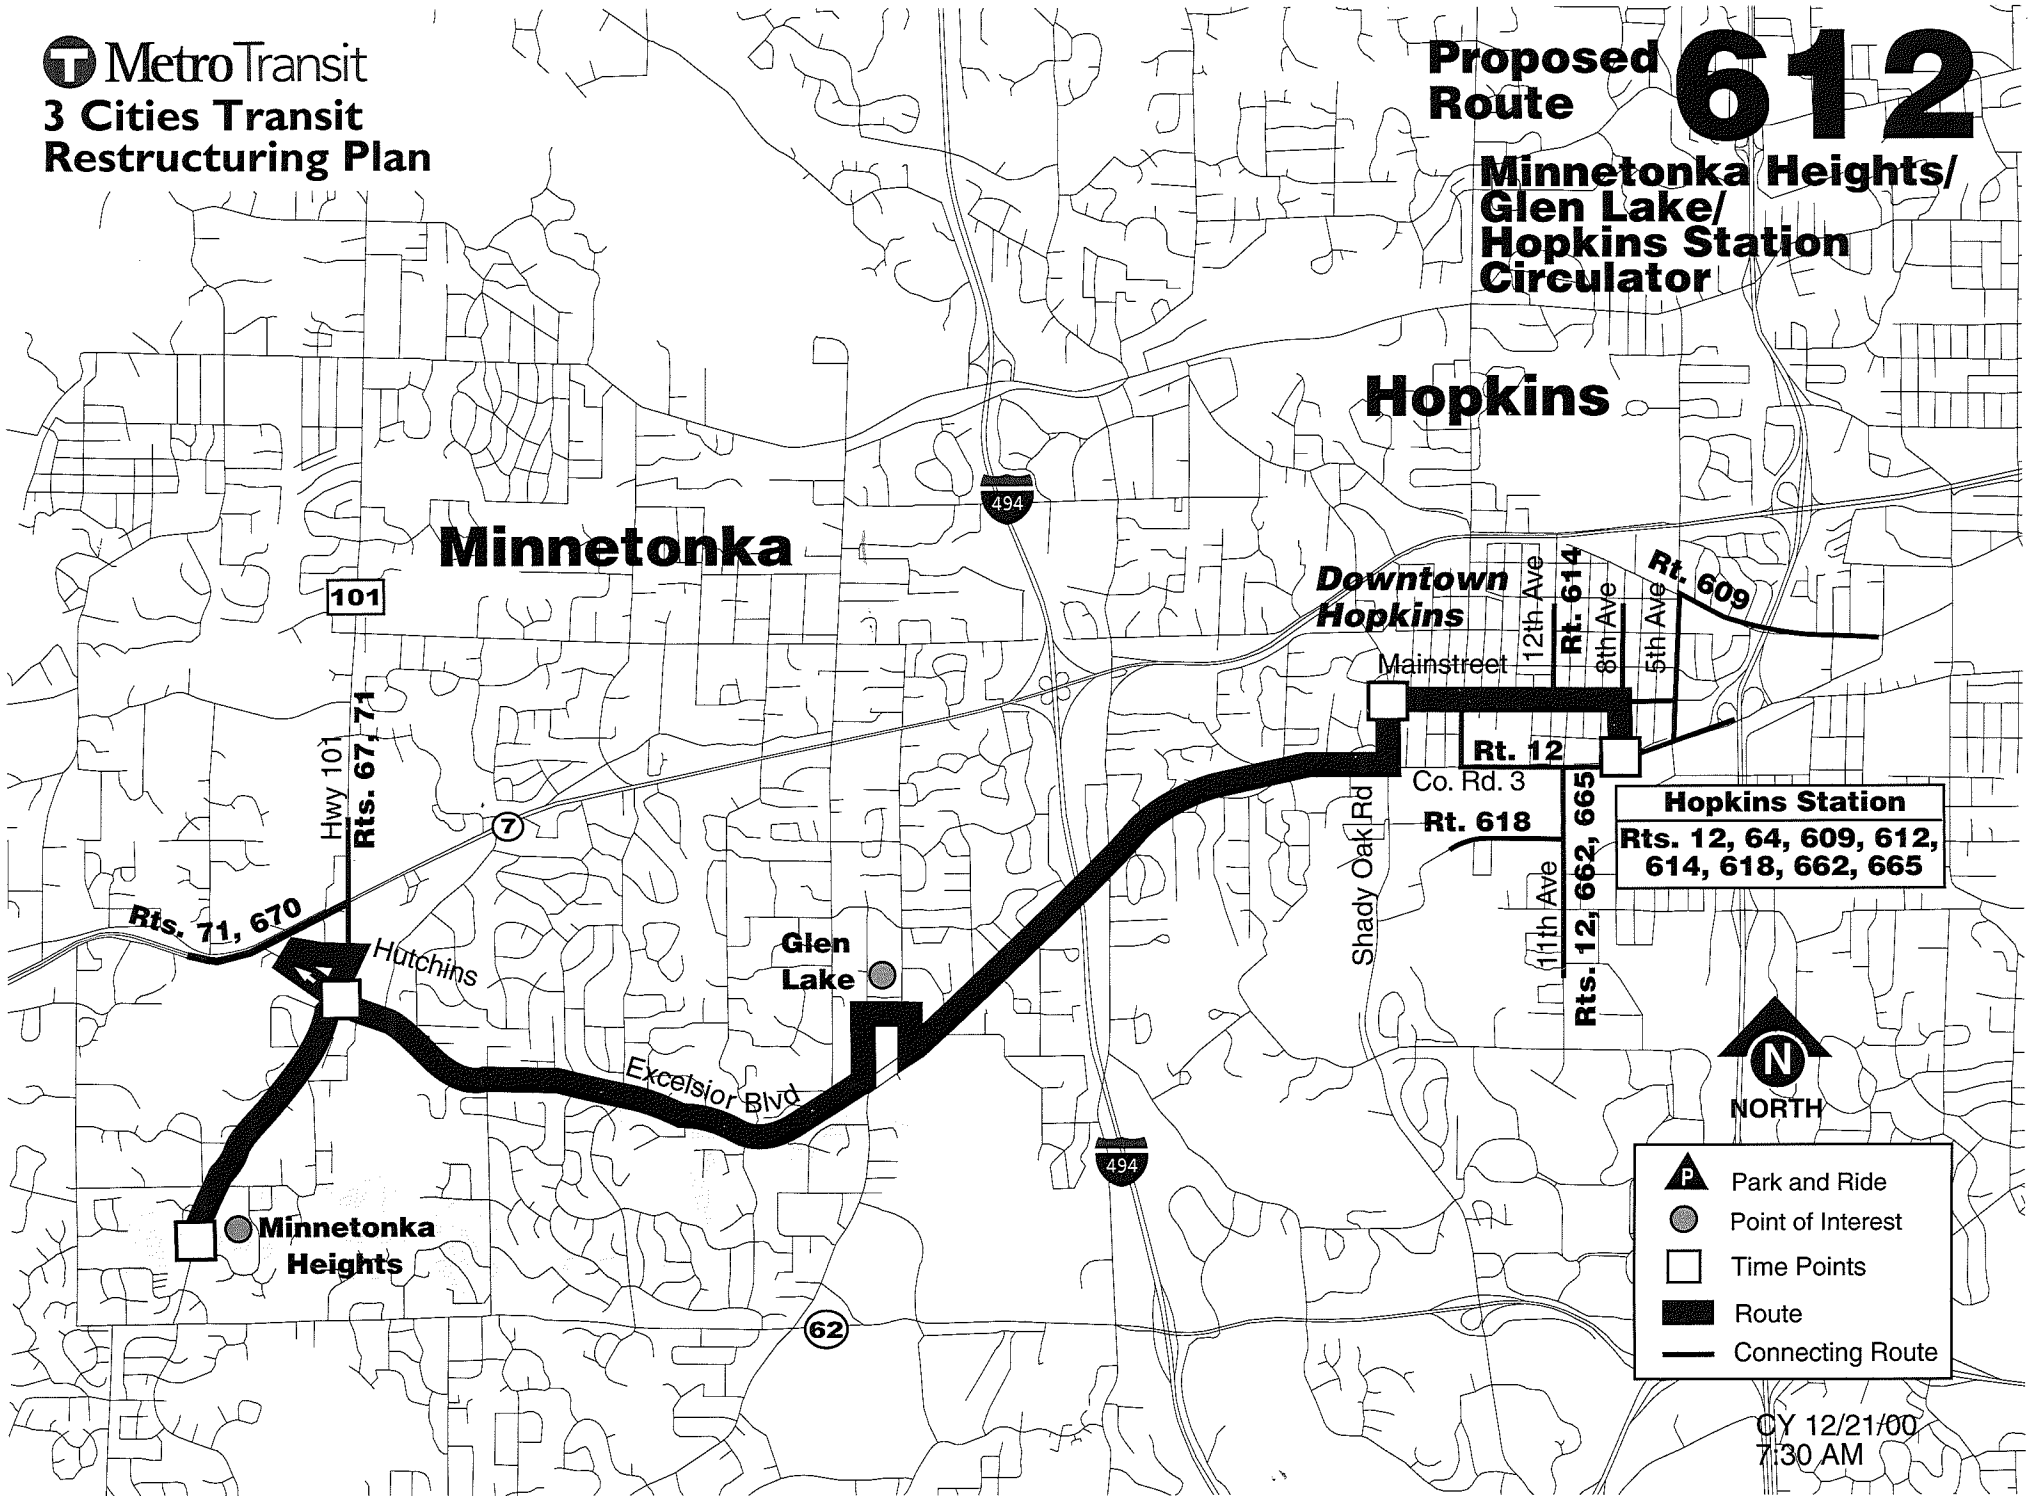 T MetroTransit
3 Cities Transit
Restructuring Plan
Proposed
Route
612
Minnetonka Heights/
Glen Lake/
Hopkins Station
Circulator
Hopkins
494
Minnetonka
101
Downtown
Hopkins
12th Ave
Rt. 614
8th Ave
5th Ave
Rt. 609
Mainstreet
Hwy 101
Rts. 67, 71
7
Rt. 12
Co. Rd. 3
Rt. 618
Shady Oak Rd
11th Ave
Rts. 12, 662, 665
Hopkins Station
Rts. 12, 64, 609, 612,
614, 618, 662, 665
Rts. 71, 670
Hutchins
Glen
Lake
Excelsior Blvd
N
NORTH
494
Minnetonka
Heights
62
P Park and Ride
Point of Interest
Time Points
Route
Connecting Route
CY 12/21/00
7:30 AM